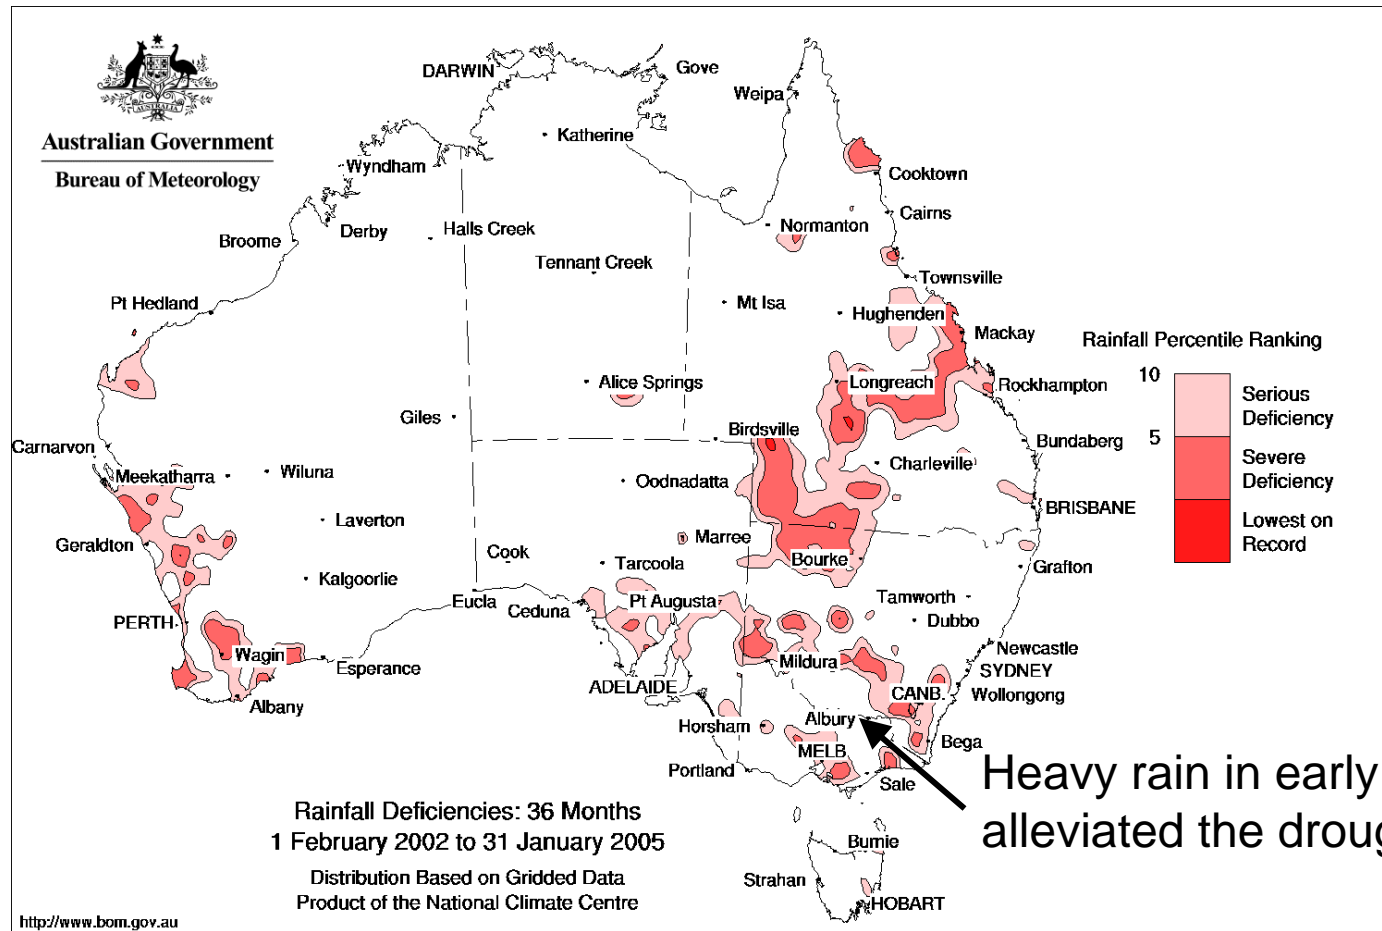 Australian Government
Bureau of Meteorology
DARWIN
Gove
Weipa
Katherine
Wyndham
Cooktown
Cairns
Normanton
Derby
Halls Creek
Broome
Tennant Creek
Townsville
Pt Hedland
Mt Isa
Hughenden
Mackay
Alice Springs
Longreach
Rockhampton
Giles
Birdsville
Carnarvon
Bundaberg
Charleville
Meekatharra
Wiluna
Oodnadatta
BRISBANE
Laverton
Geraldton
Cook
Marree
Bourke
Grafton
Tarcoola
Kalgoorlie
Eucla
Ceduna
Pt Augusta
Tamworth
PERTH
Dubbo
Newcastle
Wagin
Esperance
Mildura
SYDNEY
ADELAIDE
CANB.
Wollongong
Albany
Albury
Horsham
Bega
MELB
Portland
Sale
Burnie
Strahan
HOBART
Rainfall Percentile Ranking
10
Serious
Deficiency
5
Severe
Deficiency
Lowest on
Record
Heavy rain in early
alleviated the droug
Rainfall Deficiencies: 36 Months
1 February 2002 to 31 January 2005
Distribution Based on Gridded Data
Product of the National Climate Centre
http://www.bom.gov.au